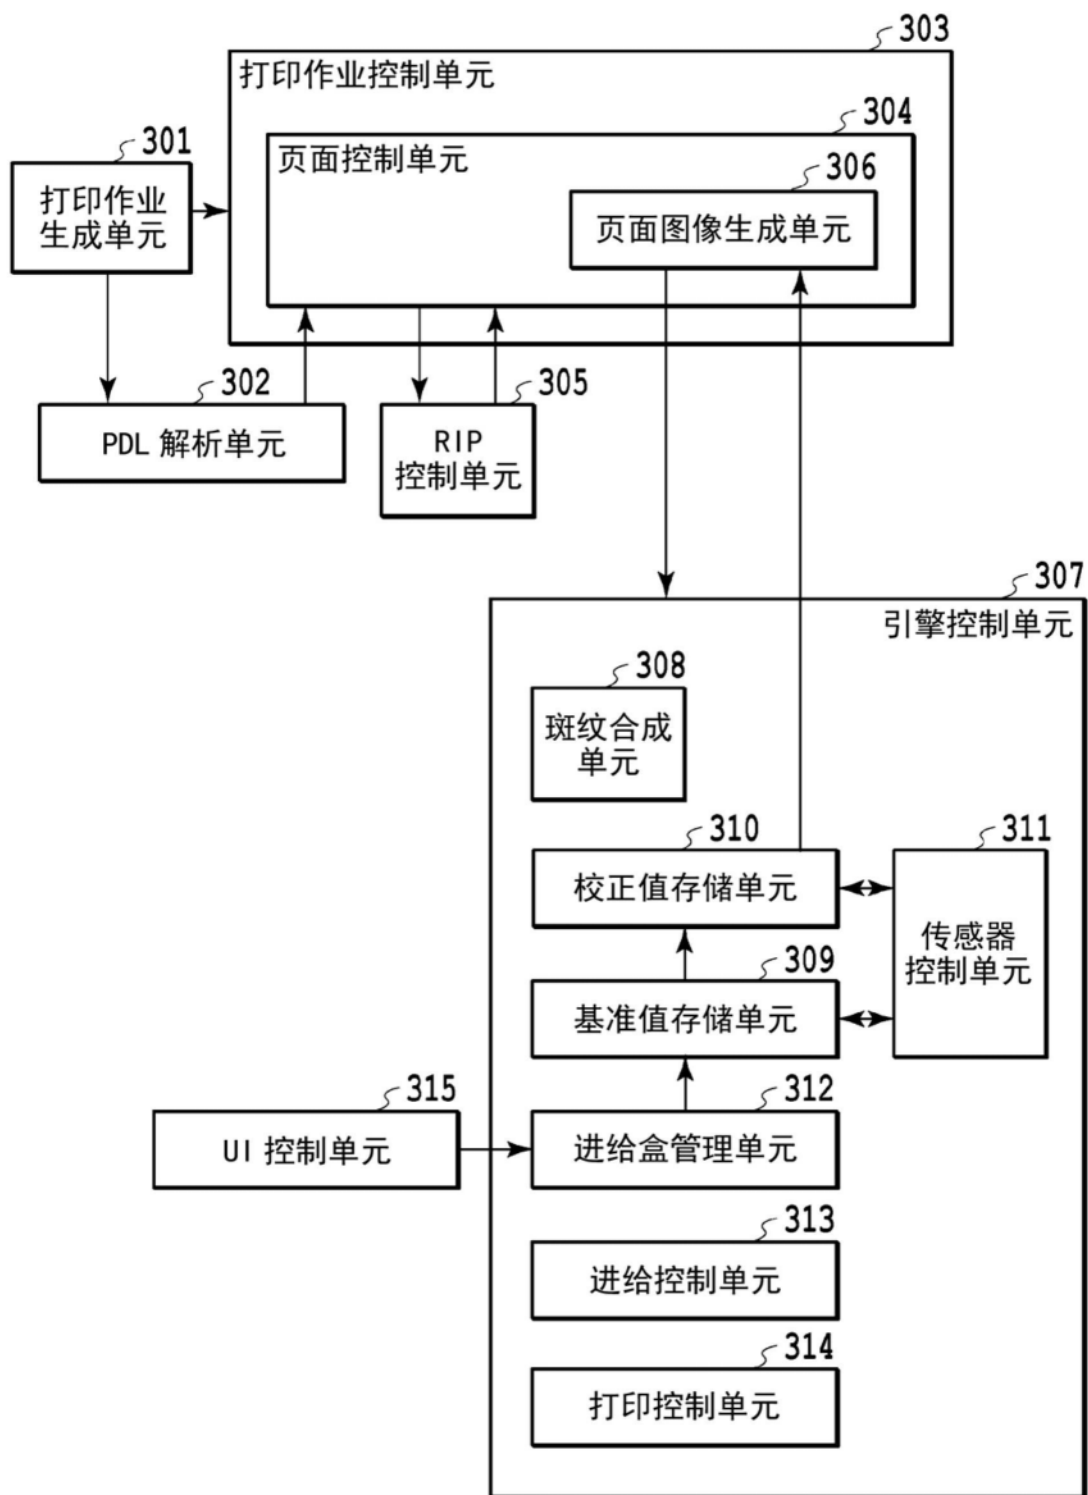 303
打印作业控制单元
304
页面控制单元
301
打印作业
生成单元
306
页面图像生成单元
302
PDL 解析单元
305
RIP
控制单元
307
引擎控制单元
308
斑纹合成
单元
310
校正值存储单元
311
传感器
控制单元
309
基准值存储单元
315
UI 控制单元
312
进给盒管理单元
313
进给控制单元
314
打印控制单元